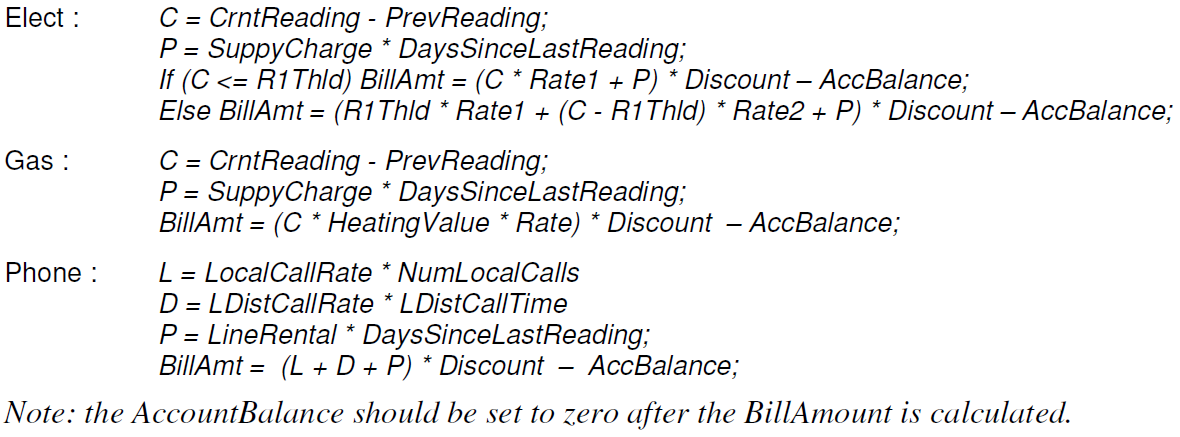 Elect : C = CrntReading - PrevReading;
P = SuppyCharge * DaysSinceLastReading;
If (C <= R1Thld) BillAmt = (C * Rate1 + P) * Discount – AccBalance;
Else BillAmt = (R1Thld * Rate1 + (C - R1Thld) * Rate2 + P) * Discount – AccBalance;
Gas : C = CrntReading - PrevReading;
P = SuppyCharge * DaysSinceLastReading;
BillAmt = (C * HeatingValue * Rate) * Discount – AccBalance;
Phone : L = LocalCallRate * NumLocalCalls
D = LDistCallRate * LDistCallTime
P = LineRental * DaysSinceLastReading;
BillAmt = (L + D + P) * Discount – AccBalance;
Note: the AccountBalance should be set to zero after the BillAmount is calculated.